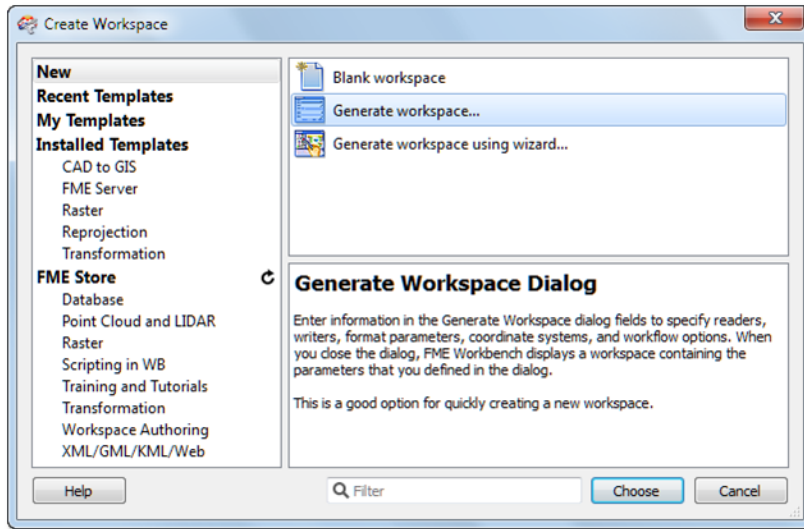 Create Workspace
New
Recent Templates
My Templates
Installed Templates
CAD to GIS
FME Server
Raster
Reprojection
Transformation
FME Store
Database
Point Cloud and LIDAR
Raster
Scripting in WB
Training and Tutorials
Transformation
Workspace Authoring
XML/GML/KML/Web
Blank workspace
Generate workspace...
Generate workspace using wizard...
Generate Workspace Dialog
Enter information in the Generate Workspace dialog fields to specify readers,
writers, format parameters, coordinate systems, and workflow options. When
you close the dialog, FME Workbench displays a workspace containing the
parameters that you defined in the dialog.
This is a good option for quickly creating a new workspace.
Help
Filter
Choose
Cancel